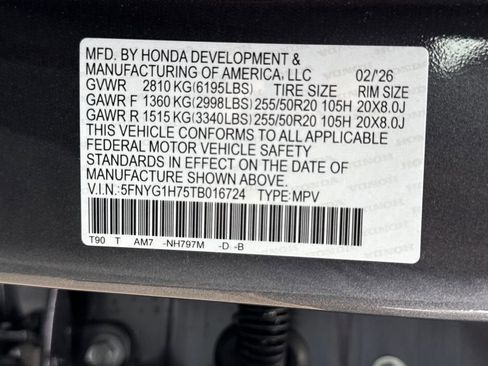 MFD. BY HONDA DEVELOPMENT &
MANUFACTURING OF AMERICA, LLC 02/'26
GVWR 2810 KG(6195LBS) TIRE SIZE RIM SIZE
GAWR F 1360 KG(2998LBS) 255/50R20 105H 20X8.0J
GAWR R 1515 KG(3340LBS) 255/50R20 105H 20X8.0J
THIS VEHICLE CONFORMS TO ALL APPLICABLE
FEDERAL MOTOR VEHICLE SAFETY
STANDARDS IN EFFECT ON THE DATE OF
MANUFACTURE SHOWN ABOVE.
V.I.N.: 5FNYG1H75TB016724 TYPE: MPV
T90 T AM7 -NH797M -D -B